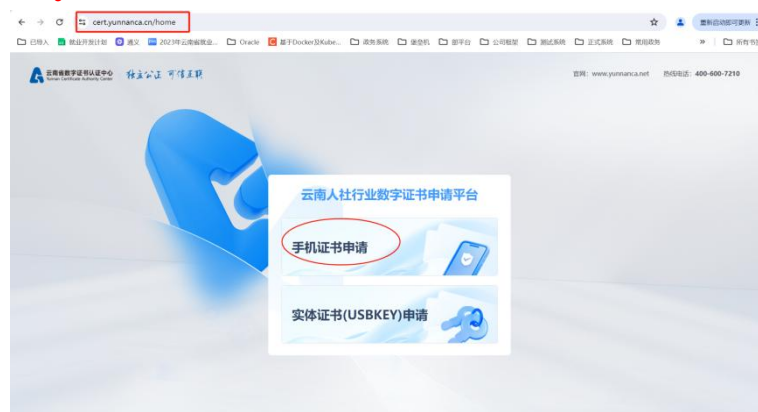 cert.yunnanca.cn/home
重新启动即可更新
已导入 就业开发计划 通义 2023年云南省就业... Oracle 基于Docker及Kube... 政务系统 堡垒机 部平台 公司框架 测试系统 正式系统 常用政务 » 所有书签
云南省数字证书认证中心 独立公正 可信互联
Yunnan Certificate Authority Center
官网：www.yunnanca.net 热线电话：400-600-7210
云南人社行业数字证书申请平台
手机证书申请
实体证书(USBKEY)申请